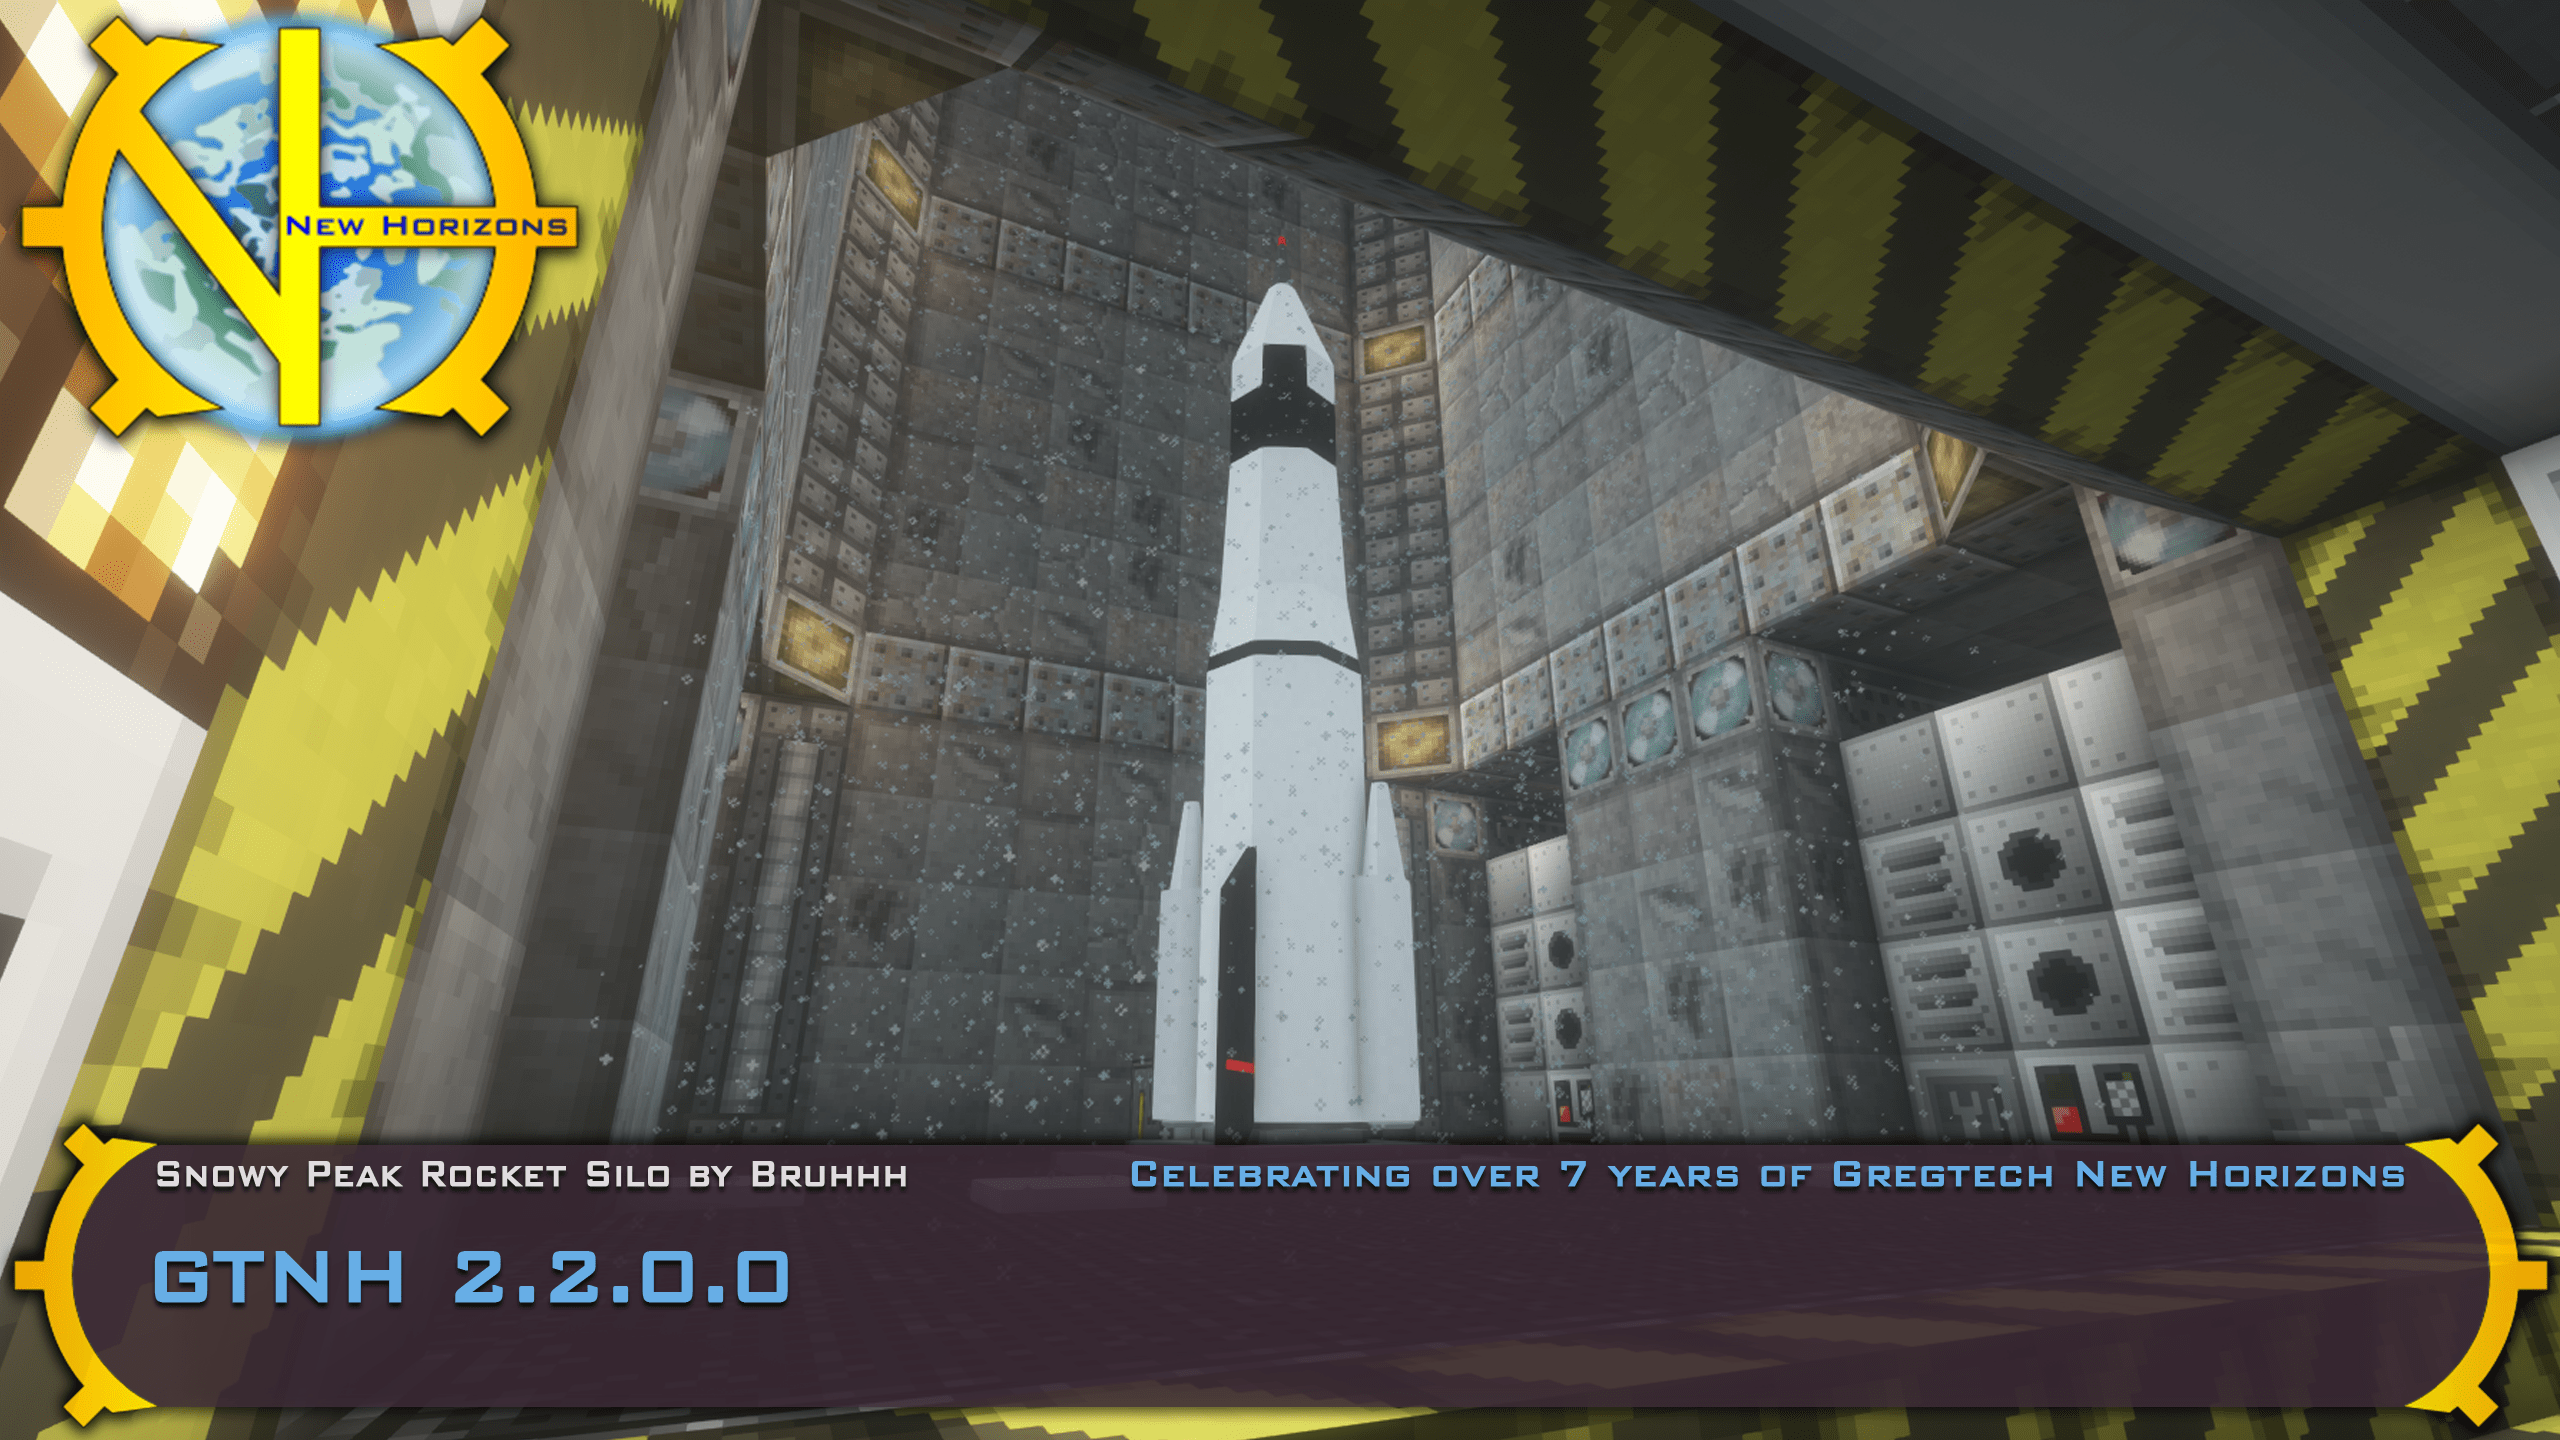 New Horizons
Snowy Peak Rocket Silo by Bruhhh
Celebrating over 7 years of Gregtech New Horizons
GTNH 2.2.0.0